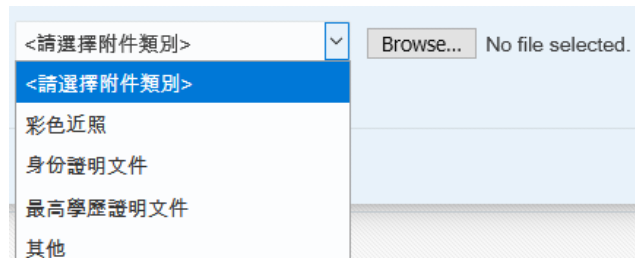 <請選擇附件類別> Browse... No file selected.
<請選擇附件類別>
彩色近照
身份證明文件
最高學歷證明文件
其他